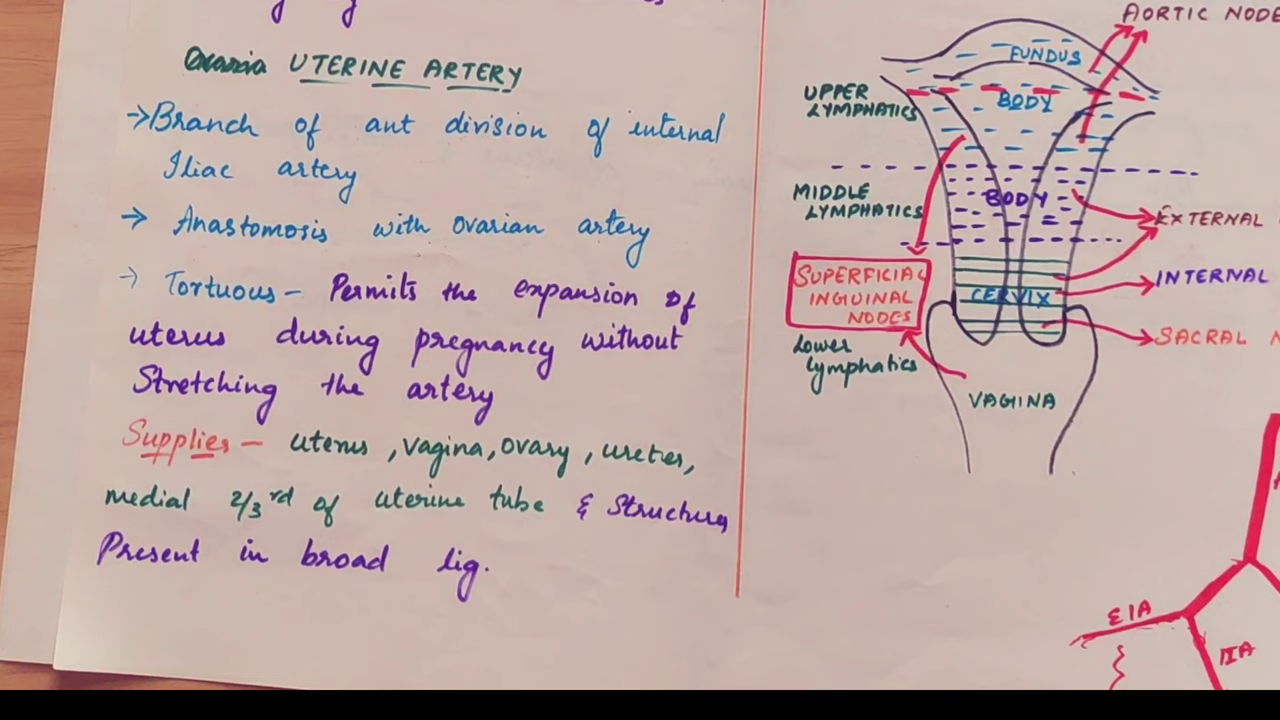 UTERINE ARTERY
→Branch of ant division of internal
Iliac artery
→ Anastomosis with ovarian artery
→ Tortuous – Permits the expansion of
uterus during pregnancy without
Stretching the artery
Supplies – uterus, vagina, ovary, ureter,
medial 2/3rd of uterine tube & Structures
Present in broad lig.
AORTIC NODE
FUNDUS
UPPER
LYMPHATICS
BODY
MIDDLE
LYMPHATICS
BODY
EXTERNAL
SUPERFICIAL
INGUINAL
NODES
INTERNAL
CERVIX
SACRAL
Lower
lymphatics
VAGINA
EIA
IIA